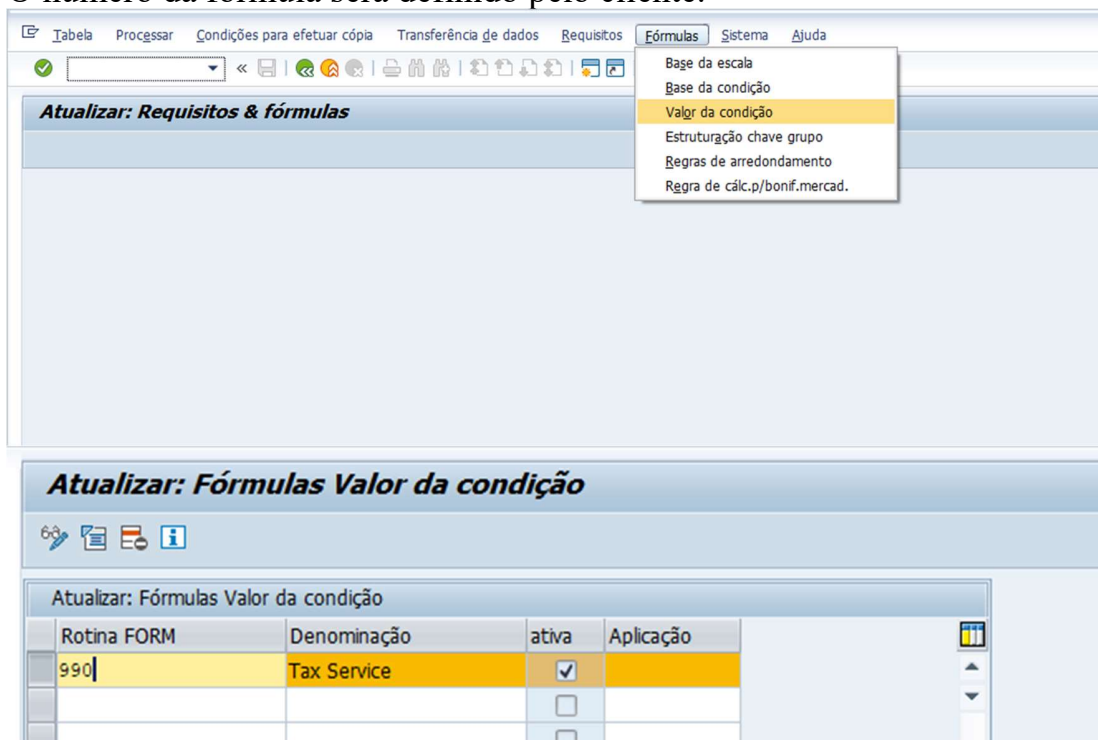 O número da fórmula será definido pelo cliente.
Tabela Processar Condições para efetuar cópia Transferência de dados Requisitos Fórmulas Sistema Ajuda
Base da escala
Base da condição
Valor da condição
Estruturação chave grupo
Regras de arredondamento
Regra de cálc.p/bonif.mercad.
Atualizar: Requisitos & fórmulas
Atualizar: Fórmulas Valor da condição
Atualizar: Fórmulas Valor da condição
Rotina FORM Denominação ativa Aplicação
990 Tax Service